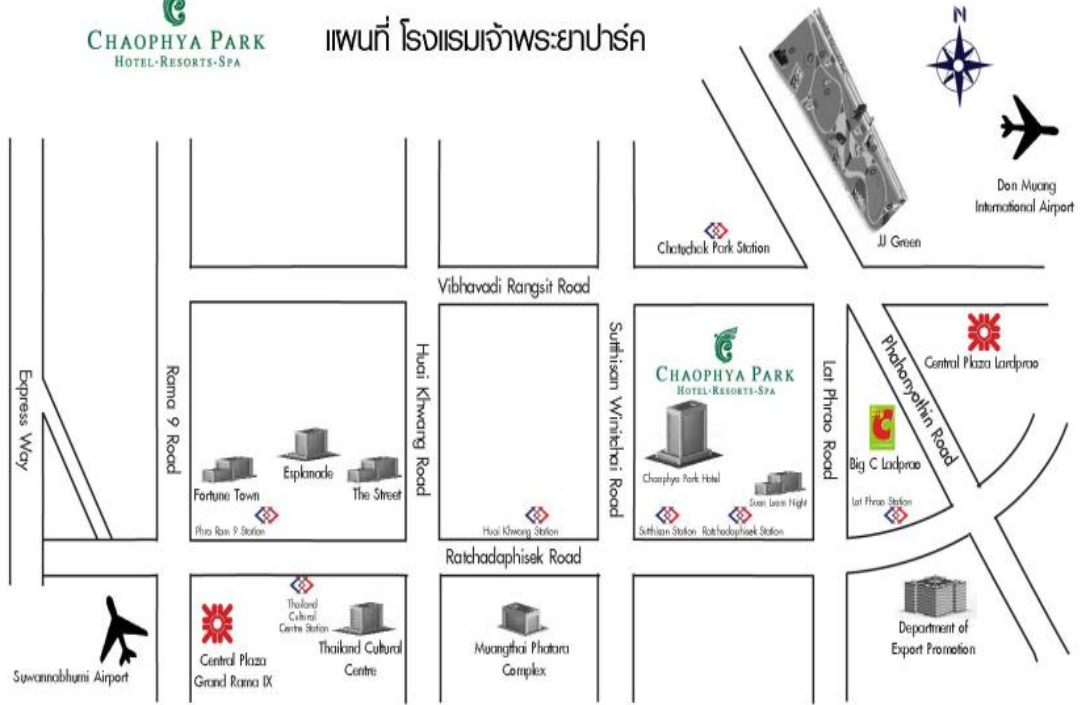 CHAOPHYA PARK
HOTEL·RESORTS·SPA
แผนที่ โรงแรมเจ้าพระยาปาร์ค
N
Don Muang
International Airport
JJ Green
Chatuchak Park Station
Vibhavadi Rangsit Road
Express Way
Rama 9 Road
Huai Khwang Road
Sutthisan Winitchai Road
Lat Phrao Road
Phahonyothin Road
CHAOPHYA PARK
HOTEL·RESORTS·SPA
Central Plaza Lardprao
Chaophya Park Hotel
C
Big C Ladprao
Fortune Town
Esplanade
The Street
Suan Luam Night
Lat Phrao Station
Phra Ram 9 Station
Huai Khwang Station
Sutthisan Station
Ratchadaphisek Station
Ratchadaphisek Road
Thailand
Cultural
Centre Station
Central Plaza
Grand Rama IX
Thailand Cultural
Centre
Muangthai Phatara
Complex
Department of
Export Promotion
Suwannabhumi Airport